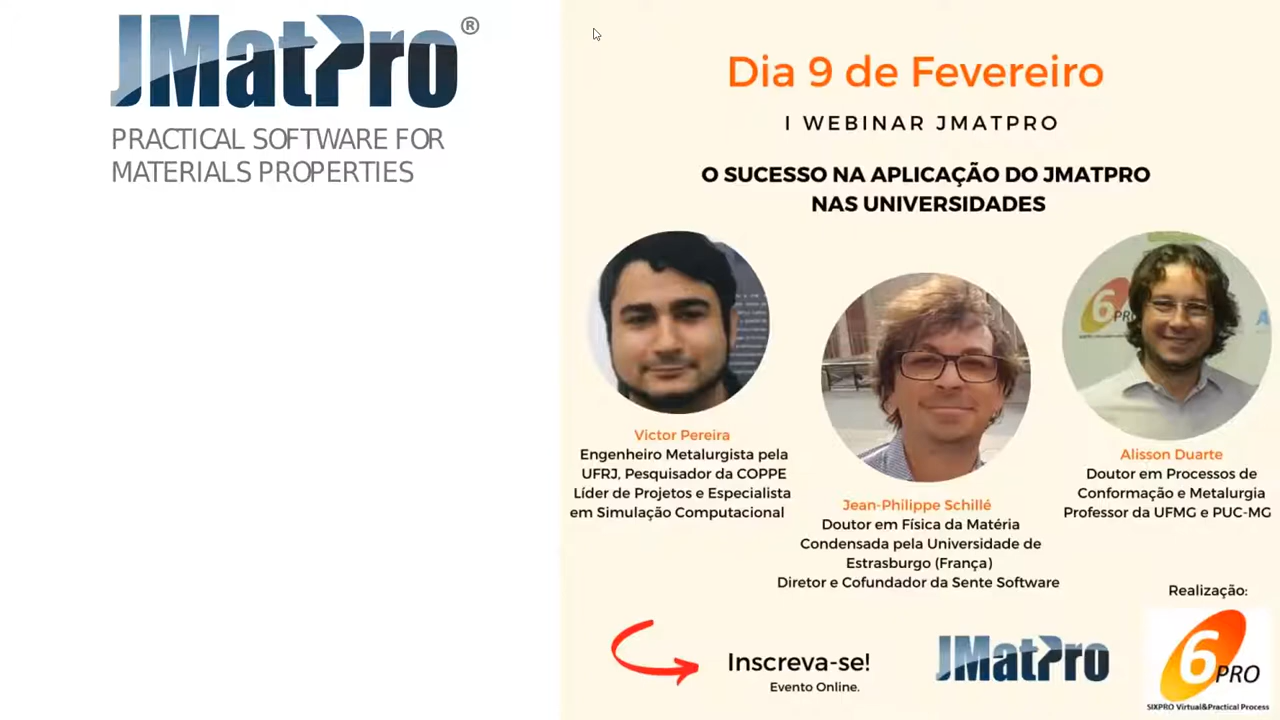 JMatPro®
PRACTICAL SOFTWARE FOR
MATERIALS PROPERTIES
Dia 9 de Fevereiro
I WEBINAR JMATPRO
O SUCESSO NA APLICAÇÃO DO JMATPRO
NAS UNIVERSIDADES
Victor Pereira
Engenheiro Metalurgista pela
UFRJ, Pesquisador da COPPE
Líder de Projetos e Especialista
em Simulação Computacional
Jean-Philippe Schillé
Doutor em Física da Matéria
Condensada pela Universidade de
Estrasburgo (França)
Diretor e Cofundador da Sente Software
6PRO
Alisson Duarte
Doutor em Processos de
Conformação e Metalurgia
Professor da UFMG e PUC-MG
Inscreva-se!
Evento Online.
JMatPro
Realização:
6PRO
SIXPRO Virtual&Practical Process